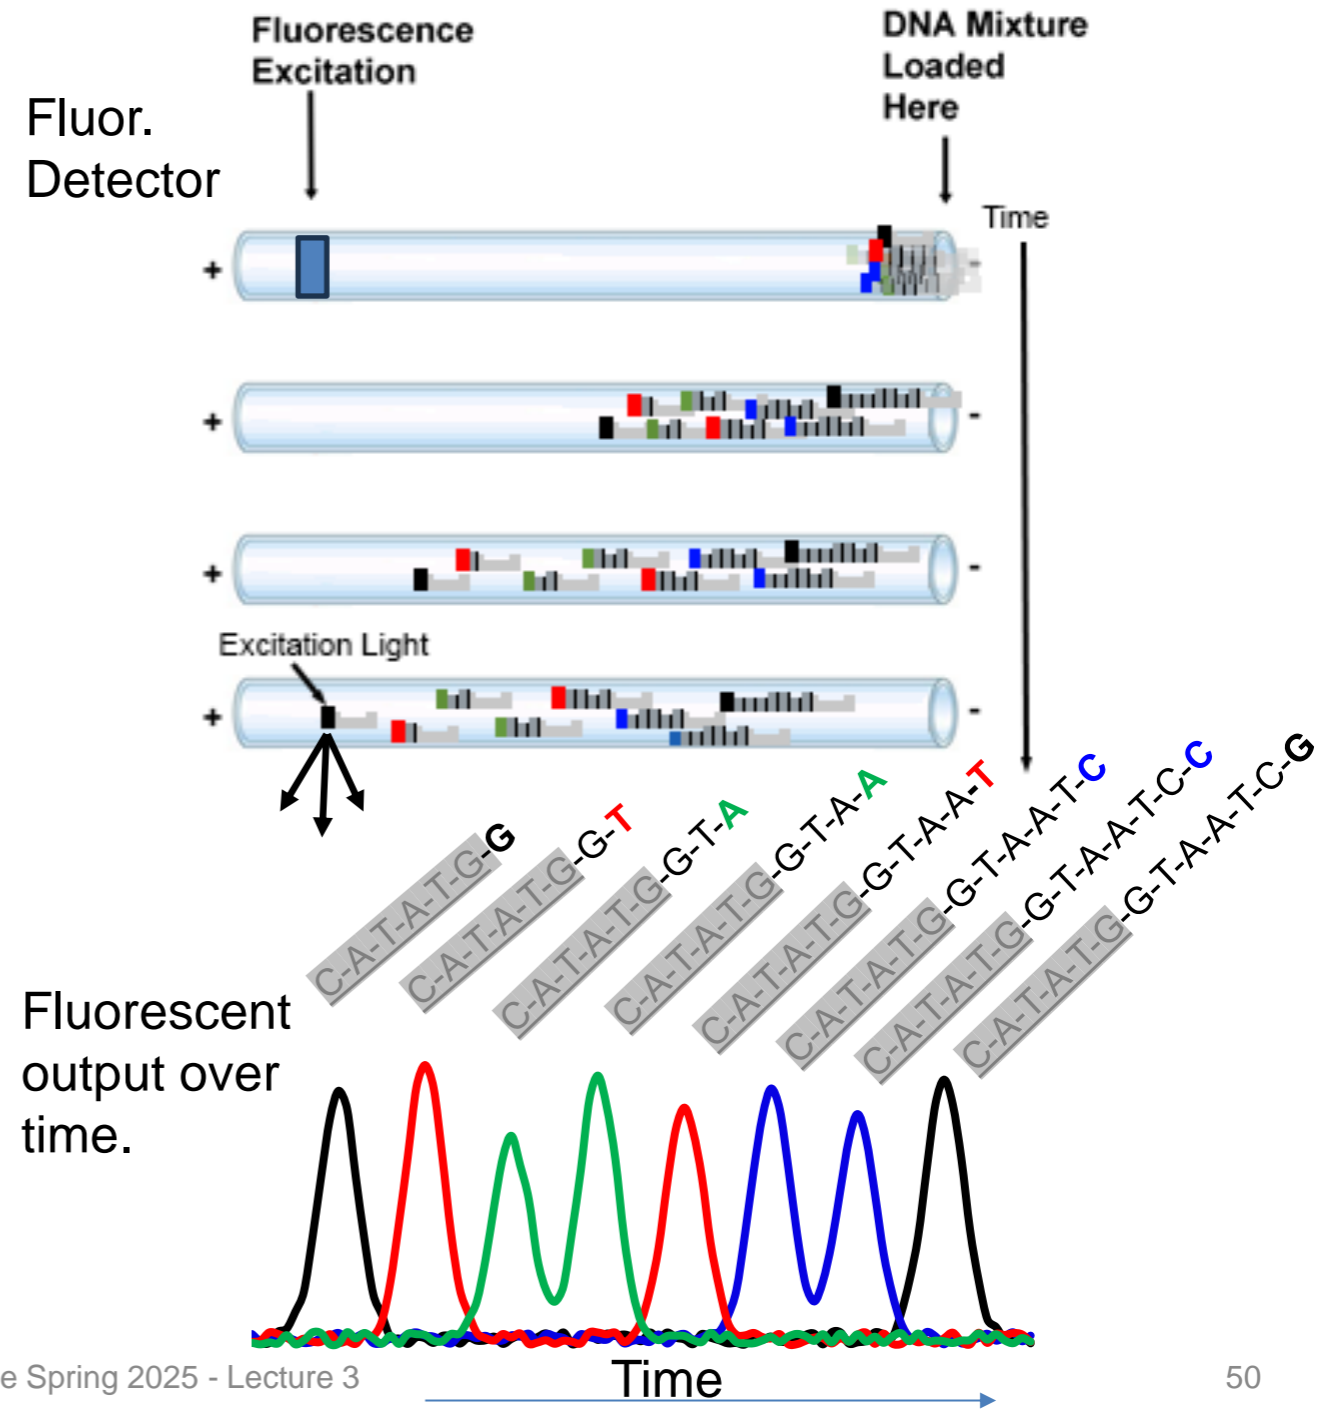 Fluorescence
Excitation
DNA Mixture
Loaded
Here
Fluor.
Detector
Time
+
-
+
-
+
-
Excitation Light
+
-
C-A-T-A-T-G-G
C-A-T-A-T-G-G-T
C-A-T-A-T-G-G-T-A
C-A-T-A-T-G-G-T-A-A
C-A-T-A-T-G-G-T-A-A-T
C-A-T-A-T-G-G-T-A-A-T-C
C-A-T-A-T-G-G-T-A-A-T-C-C
C-A-T-A-T-G-G-T-A-A-T-C-G
Fluorescent
output over
time.
e Spring 2025 - Lecture 3
Time
50